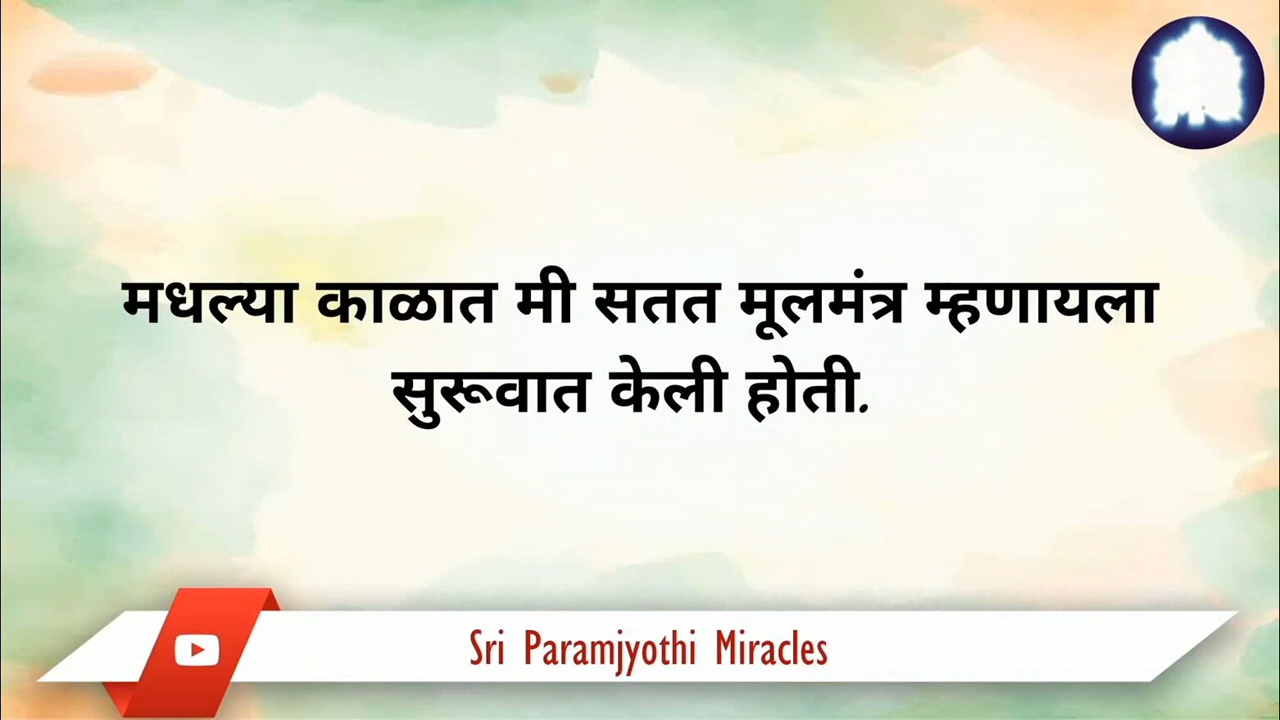 मधल्या काळात मी सतत मूलमंत्र म्हणायला
सुरूवात केली होती.
Sri Paramjyothi Miracles